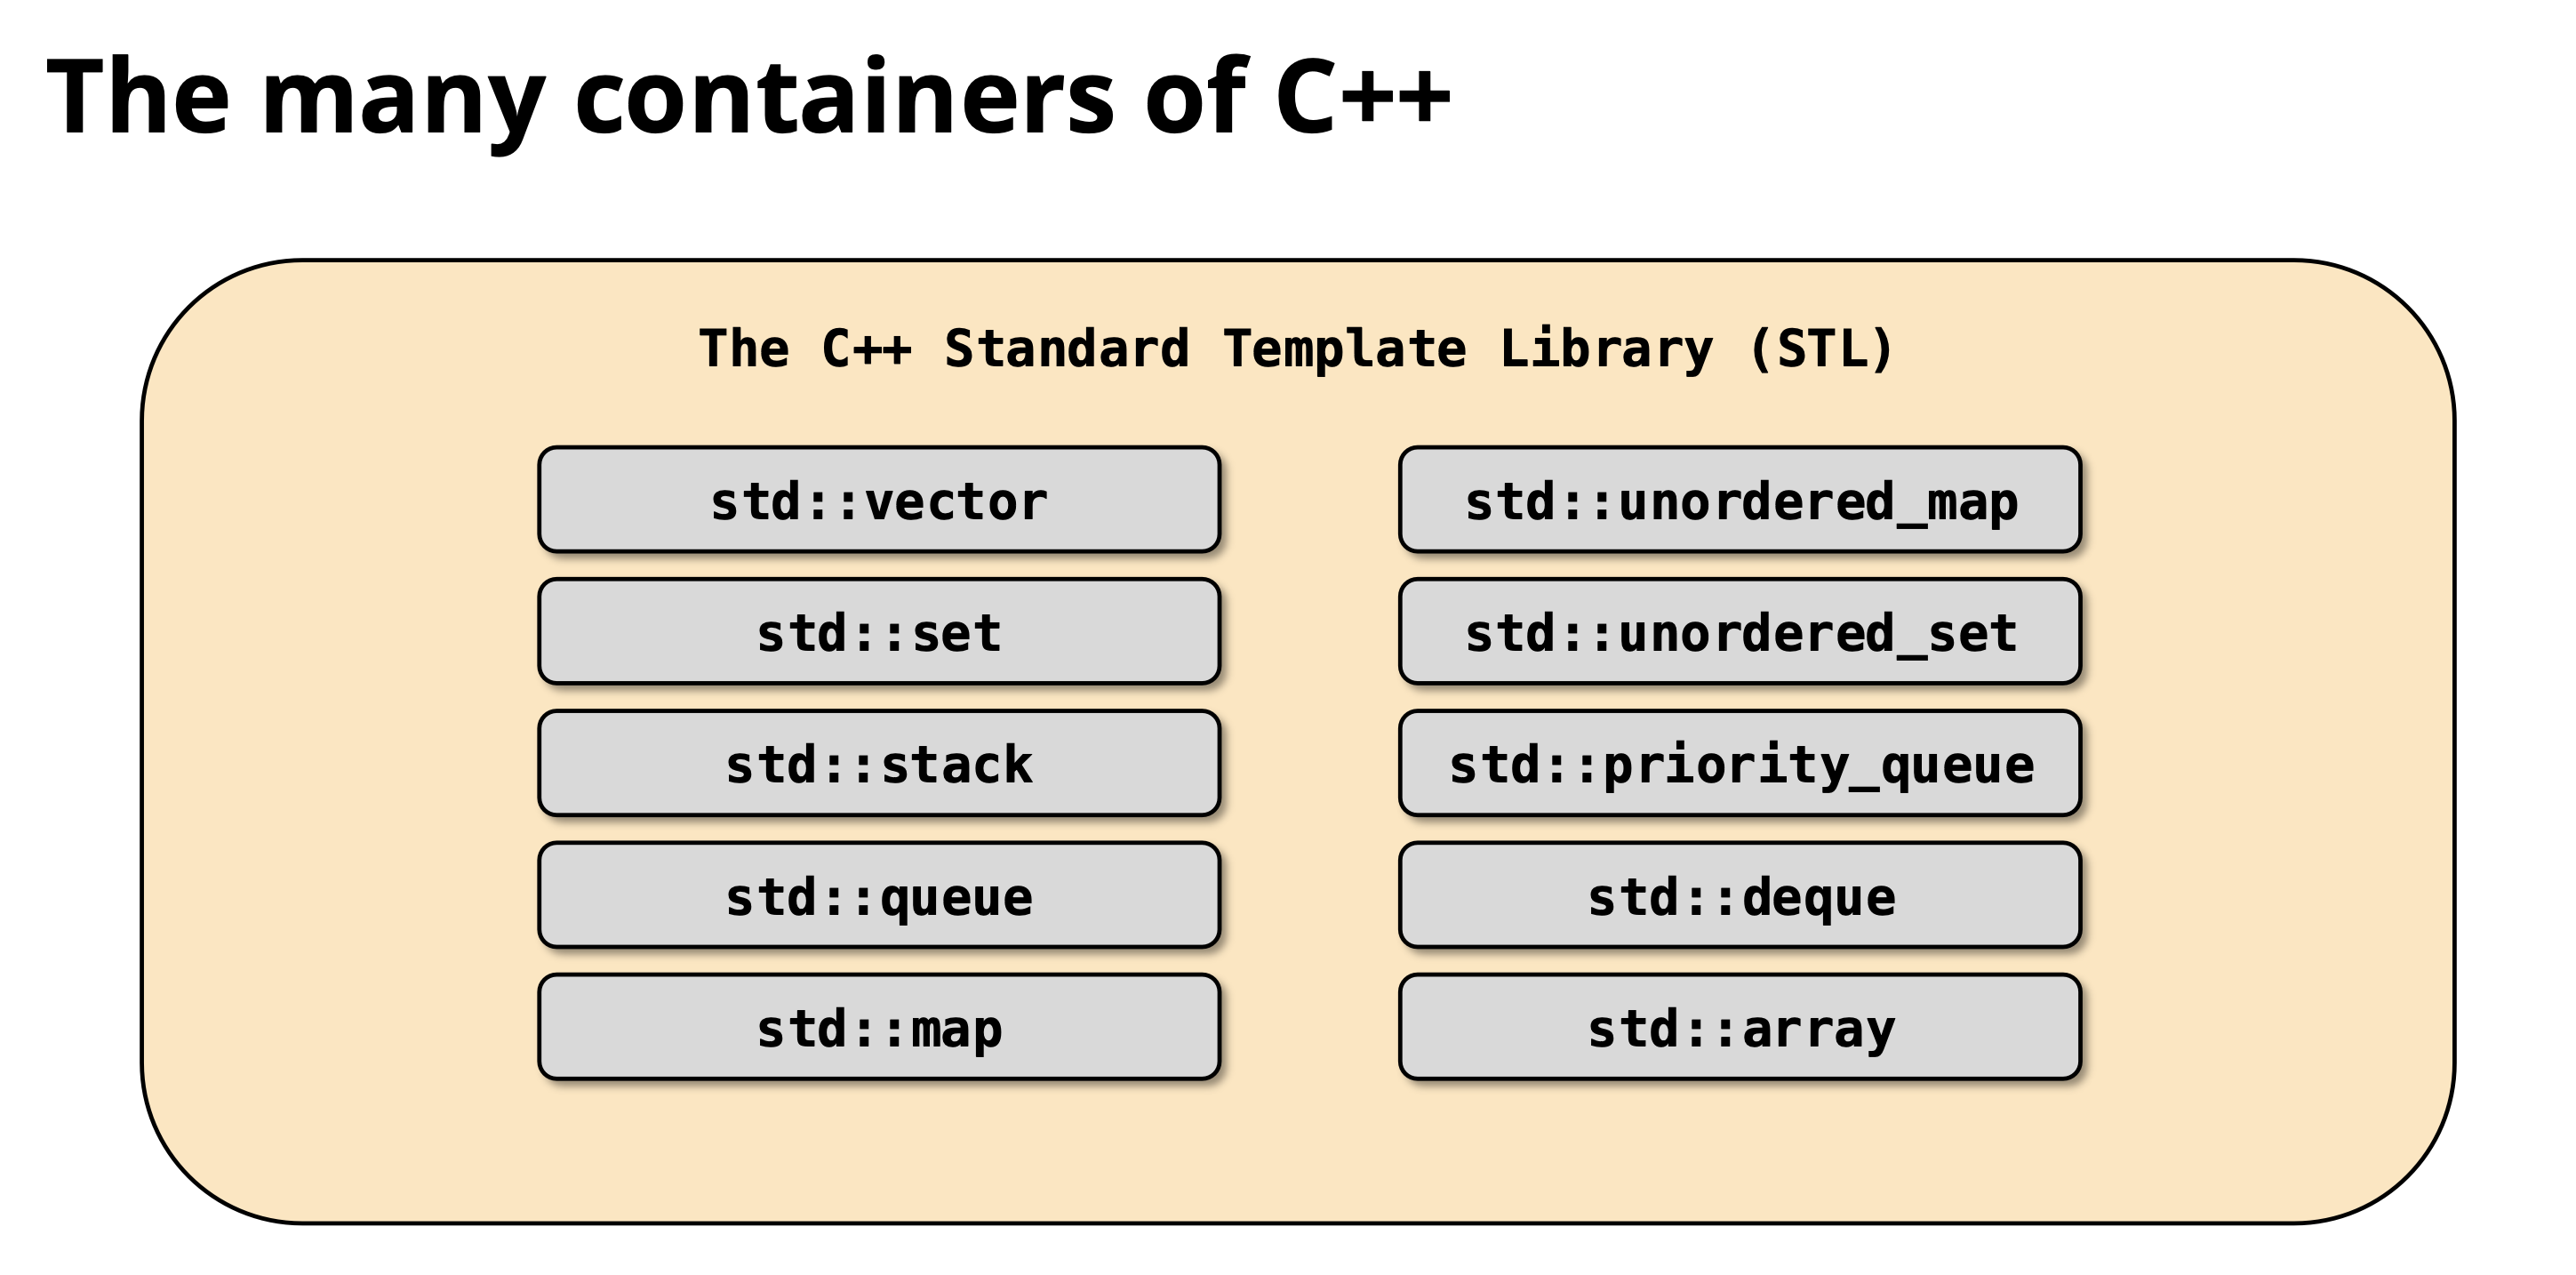 The many containers of C++
The C++ Standard Template Library (STL)
std::vector
std::set
std::stack
std::queue
std::map
std::unordered_map
std::unordered_set
std::priority_queue
std::deque
std::array